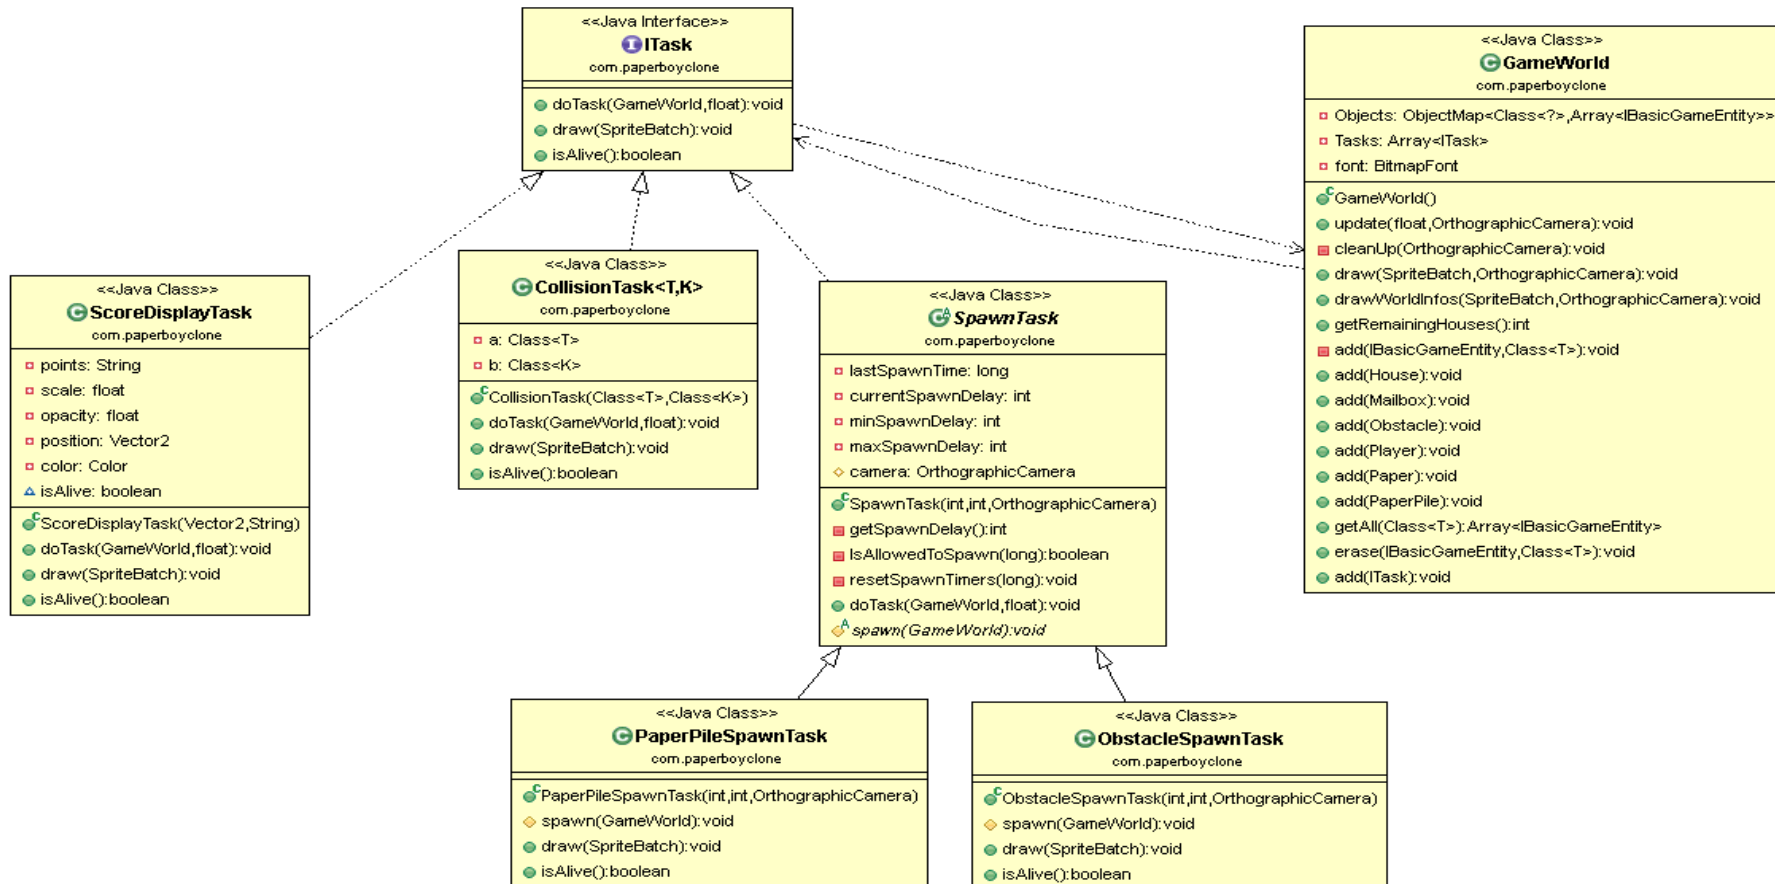 <<Java Interface>>
ITask
com.paperboyclone
doTask(GameWorld,float):void
draw(SpriteBatch):void
isAlive():boolean
<<Java Class>>
GameWorld
com.paperboyclone
Objects: ObjectMap<Class<?>,Array<IBasicGameEntity>>
Tasks: Array<ITask>
font: BitmapFont
GameWorld()
update(float,OrthographicCamera):void
cleanUp(OrthographicCamera):void
draw(SpriteBatch,OrthographicCamera):void
drawWorldInfos(SpriteBatch,OrthographicCamera):void
getRemainingHouses():int
add(IBasicGameEntity,Class<T>):void
add(House):void
add(Mailbox):void
add(Obstacle):void
add(Player):void
add(Paper):void
add(PaperPile):void
getAll(Class<T>):Array<IBasicGameEntity>
erase(IBasicGameEntity,Class<T>):void
add(ITask):void
<<Java Class>>
ScoreDisplayTask
com.paperboyclone
points: String
scale: float
opacity: float
position: Vector2
color: Color
isAlive: boolean
ScoreDisplayTask(Vector2,String)
doTask(GameWorld,float):void
draw(SpriteBatch):void
isAlive():boolean
<<Java Class>>
CollisionTask<T,K>
com.paperboyclone
a: Class<T>
b: Class<K>
CollisionTask(Class<T>,Class<K>)
doTask(GameWorld,float):void
draw(SpriteBatch):void
isAlive():boolean
<<Java Class>>
SpawnTask
com.paperboyclone
lastSpawnTime: long
currentSpawnDelay: int
minSpawnDelay: int
maxSpawnDelay: int
camera: OrthographicCamera
SpawnTask(int,int,OrthographicCamera)
getSpawnDelay():int
IsAllowedToSpawn(long):boolean
resetSpawnTimers(long):void
doTask(GameWorld,float):void
spawn(GameWorld):void
<<Java Class>>
PaperPileSpawnTask
com.paperboyclone
PaperPileSpawnTask(int,int,OrthographicCamera)
spawn(GameWorld):void
draw(SpriteBatch):void
isAlive():boolean
<<Java Class>>
ObstacleSpawnTask
com.paperboyclone
ObstacleSpawnTask(int,int,OrthographicCamera)
spawn(GameWorld):void
draw(SpriteBatch):void
isAlive():boolean